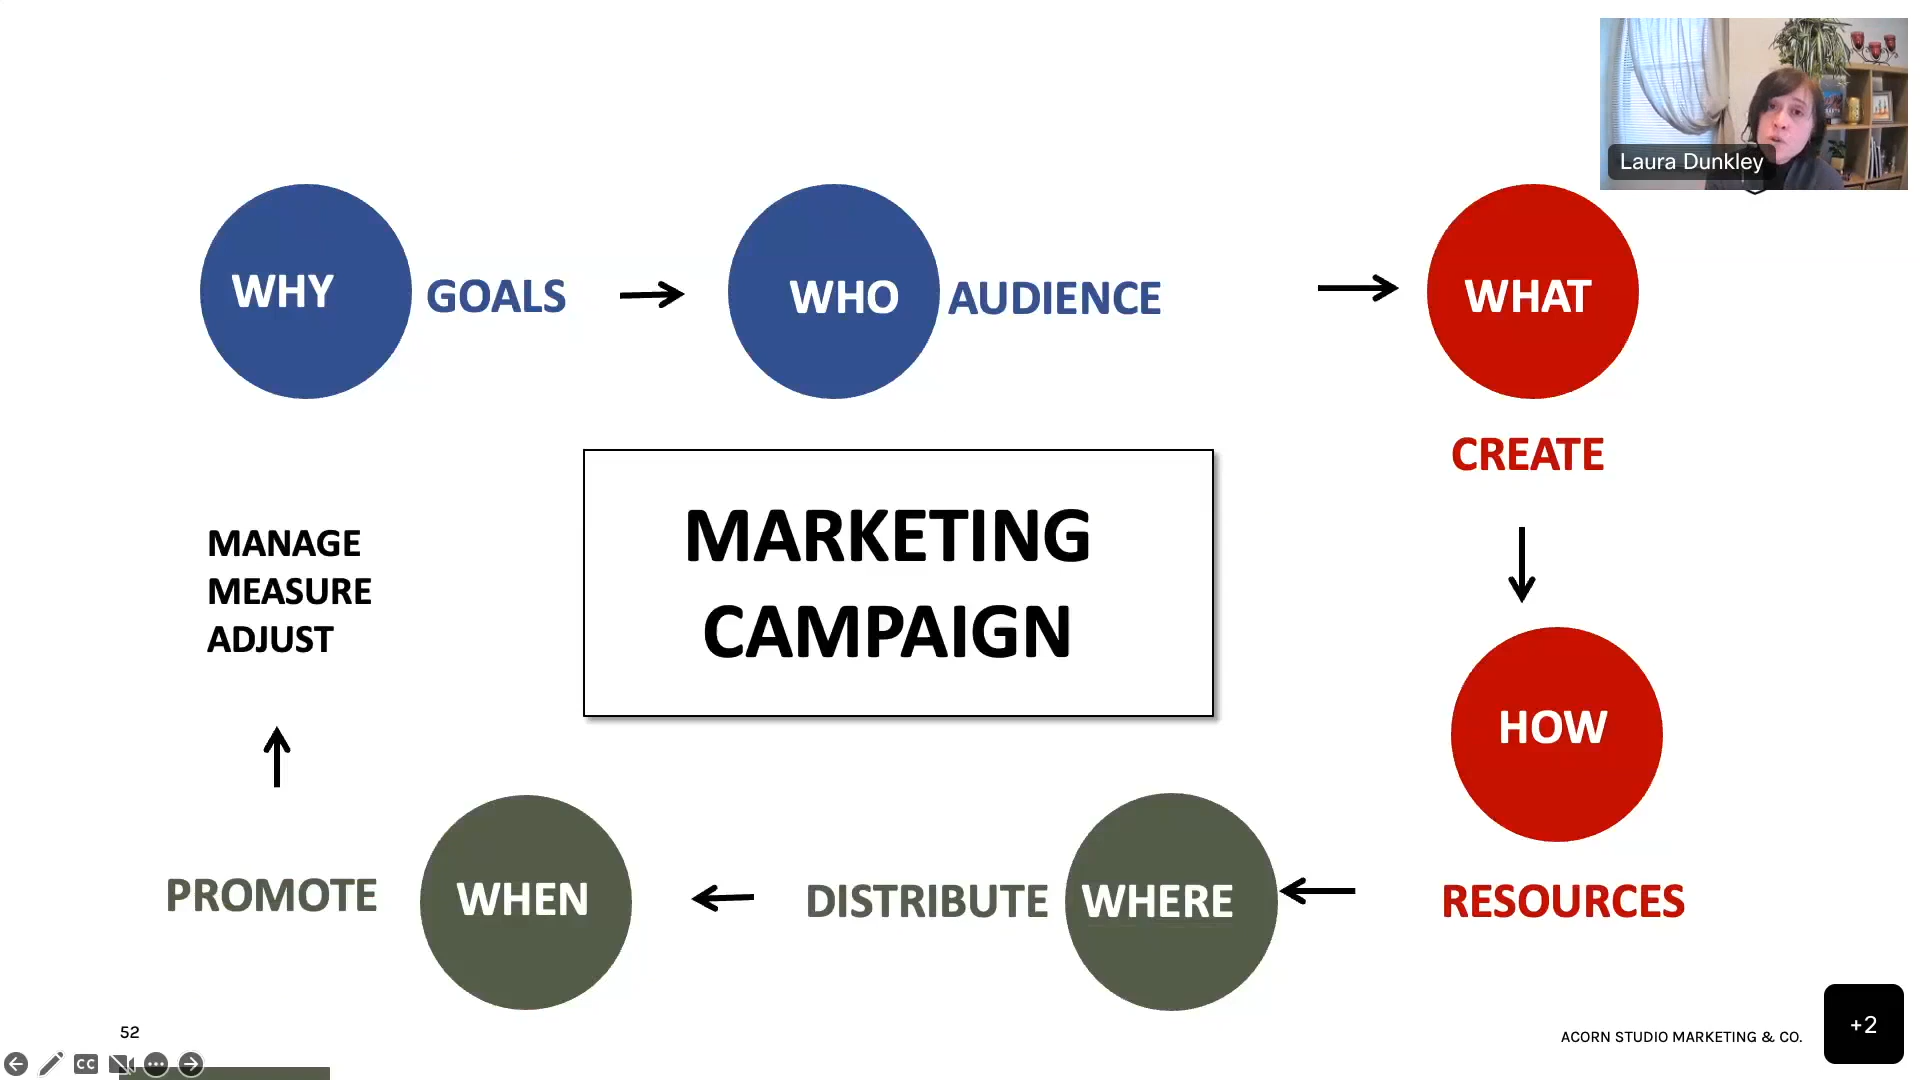 Laura Dunkley
WHY
GOALS
WHO
AUDIENCE
WHAT
CREATE
MARKETING
CAMPAIGN
MANAGE
MEASURE
ADJUST
HOW
RESOURCES
WHERE
DISTRIBUTE
WHEN
PROMOTE
52
ACORN STUDIO MARKETING & CO.
+2
CC